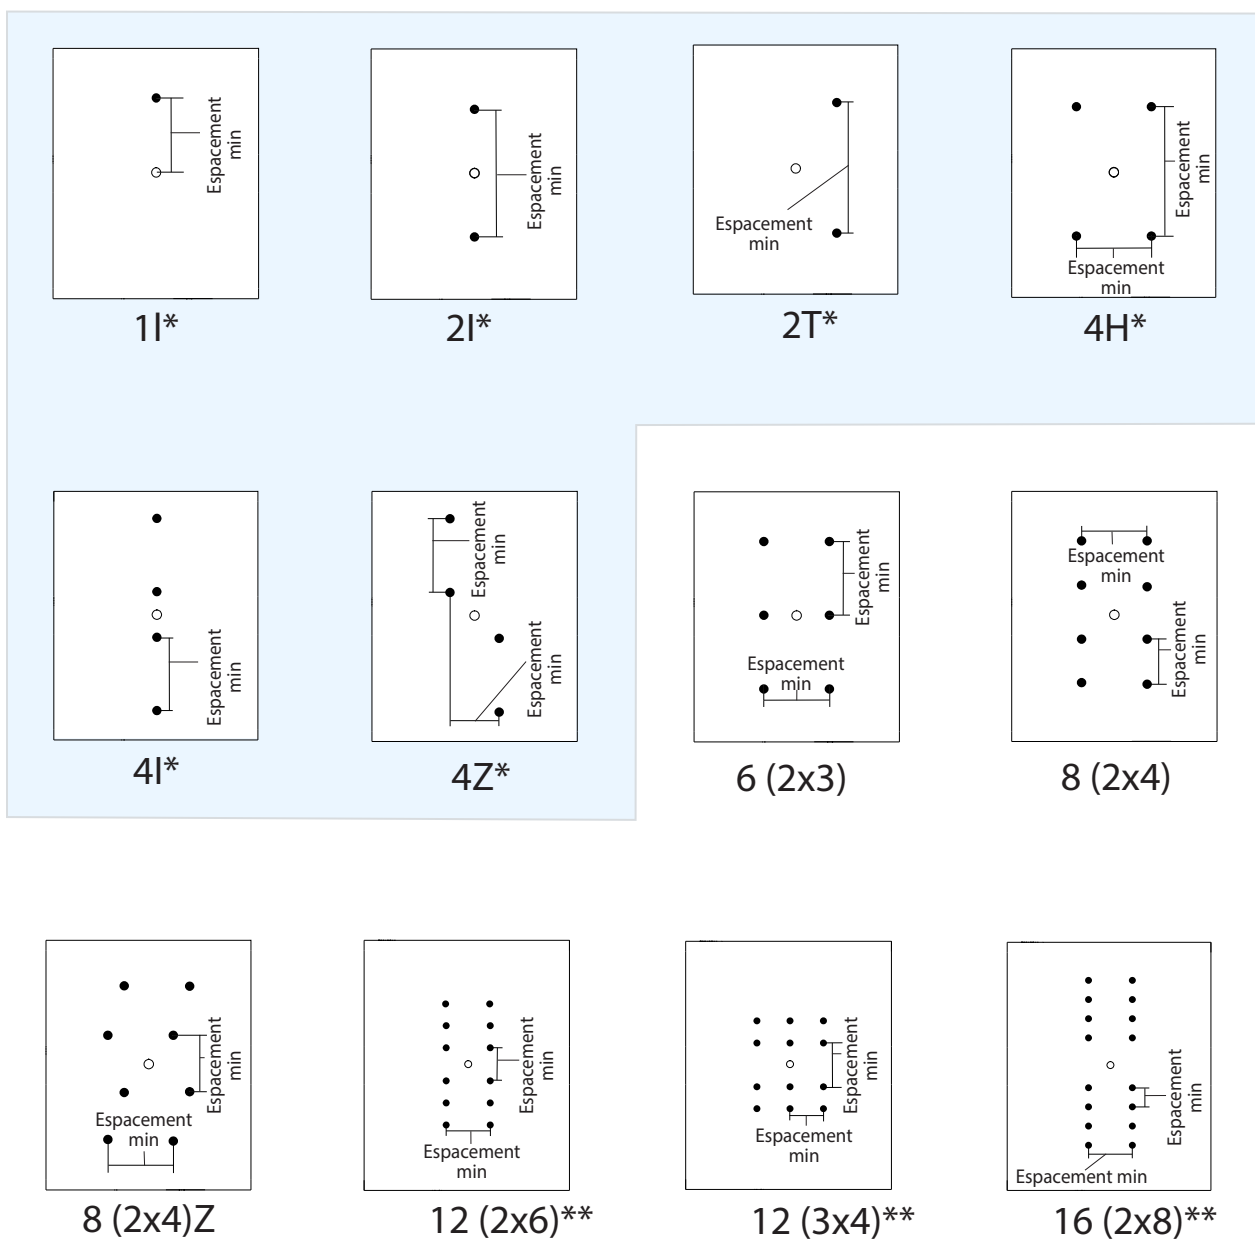 Espacement
min
1I*
Espacement
min
2I*
Espacement
min
2T*
Espacement
min
Espacement
min
4H*
Espacement
min
4I*
Espacement
min
Espacement
min
4Z*
Espacement
min
Espacement
min
6 (2x3)
Espacement
min
Espacement
min
8 (2x4)
Espacement
min
Espacement
min
8 (2x4)Z
Espacement
min
Espacement
min
12 (2x6)**
Espacement
min
Espacement
min
12 (3x4)**
Espacement
min
Espacement min
16 (2x8)**